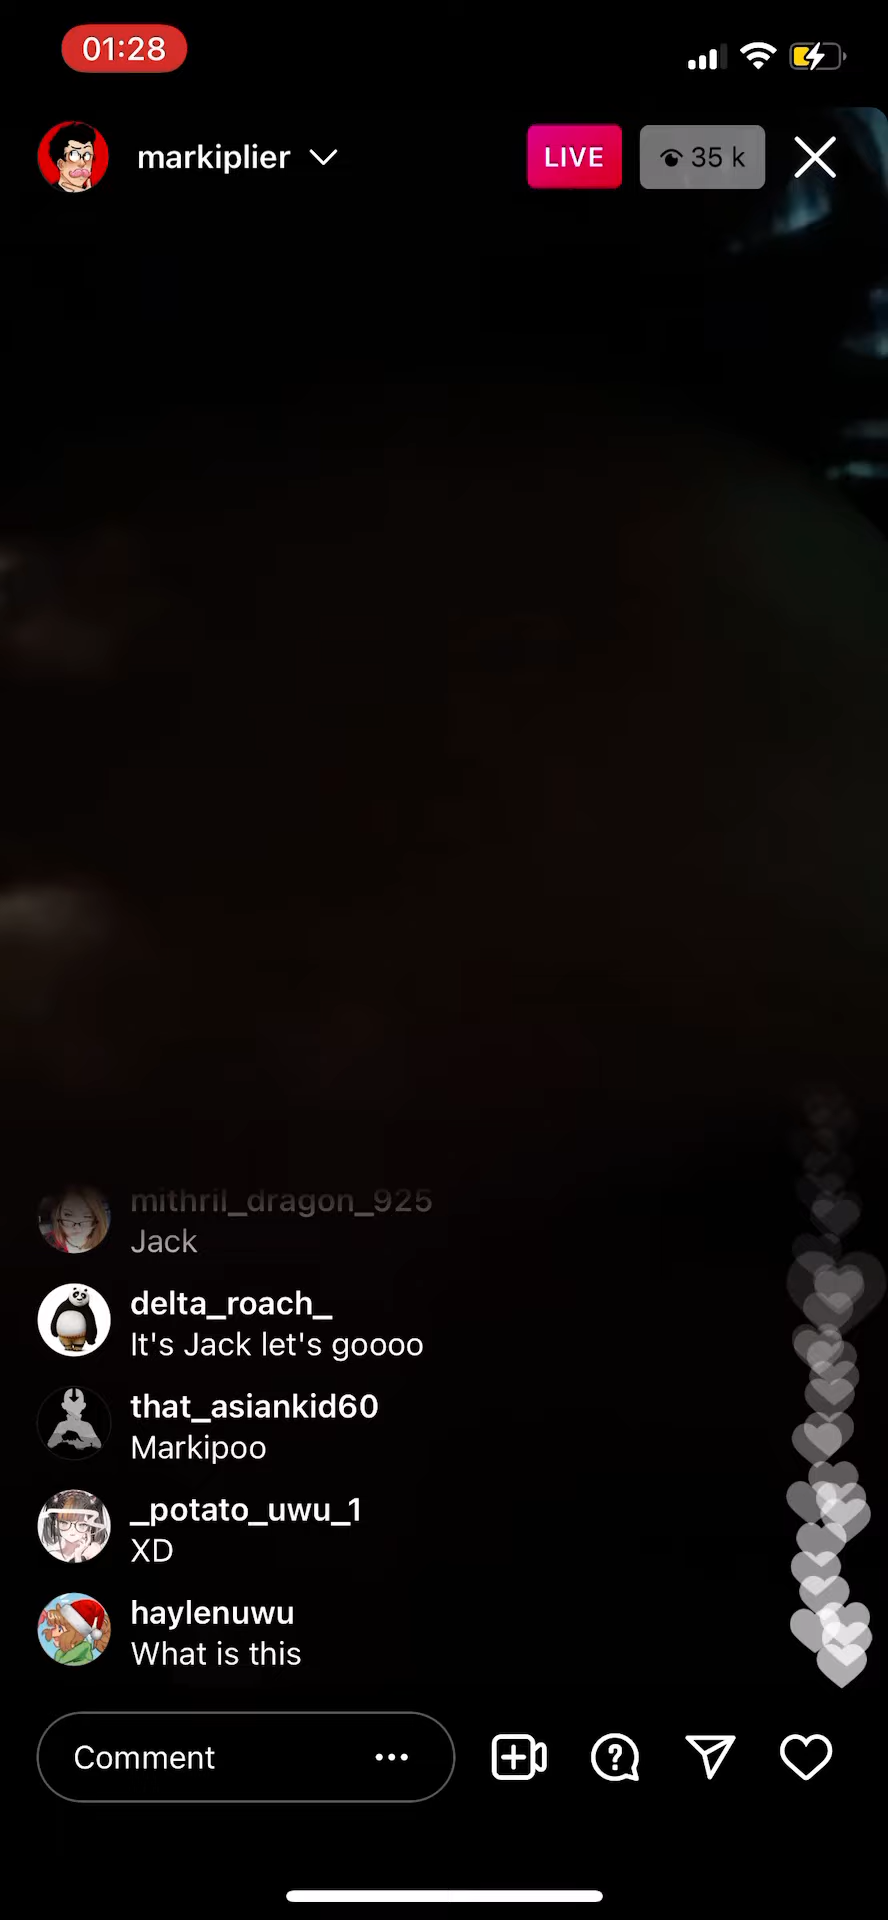 01:28
markiplier
LIVE
35 k
mithril_dragon_925
Jack
delta_roach_
It's Jack let's goooo
that_asiankid60
Markipoo
_potato_uwu_1
XD
haylenuwu
What is this
Comment